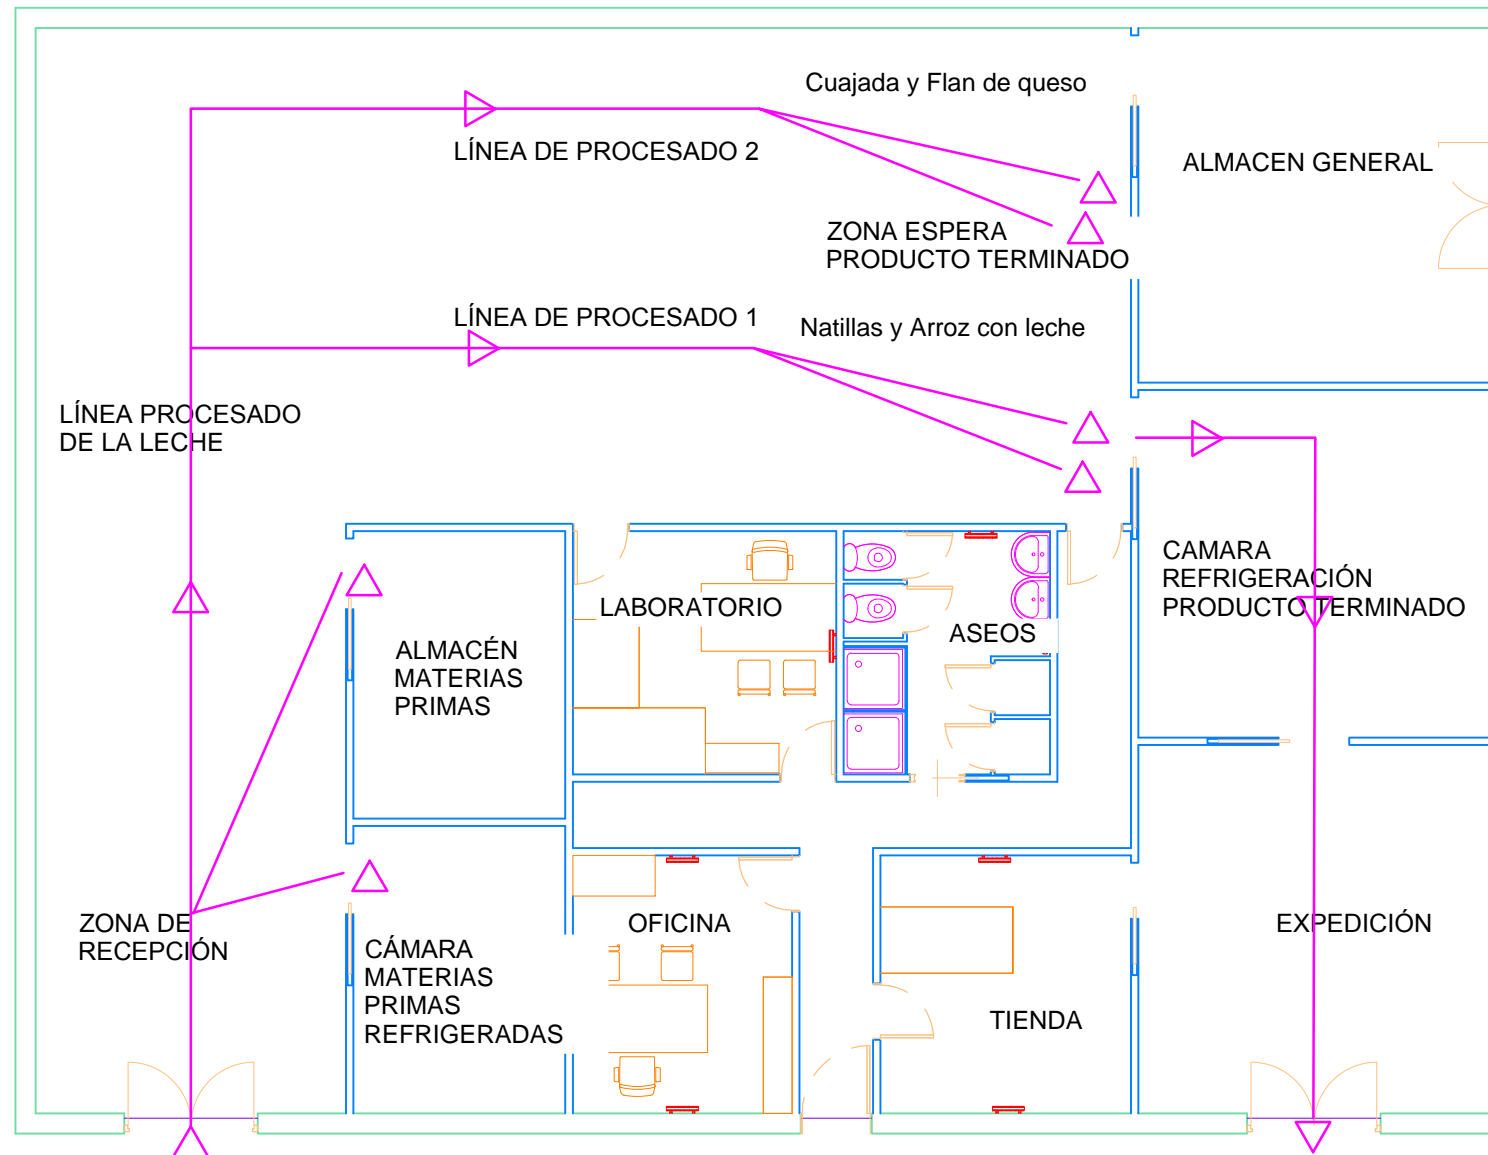 Cuajada y Flan de queso
LÍNEA DE PROCESADO 2
ALMACEN GENERAL
ZONA ESPERA
PRODUCTO TERMINADO
LÍNEA DE PROCESADO 1
Natillas y Arroz con leche
LÍNEA PROCESADO
DE LA LECHE
CAMARA
REFRIGERACIÓN
PRODUCTO TERMINADO
LABORATORIO
ASEOS
ALMACÉN
MATERIAS
PRIMAS
ZONA DE
RECEPCIÓN
OFICINA
EXPEDICIÓN
CÁMARA
MATERIAS
PRIMAS
REFRIGERADAS
TIENDA